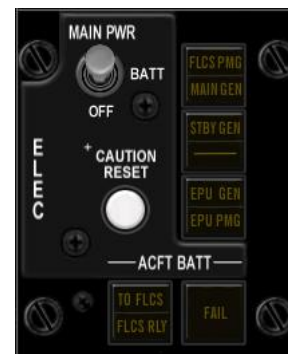 MAIN PWR
BATT
OFF
ELEC
+ CAUTION
RESET
FLCS PMG
MAIN GEN
STBY GEN
EPU GEN
EPU PMG
ACFT BATT
TO FLCS
FLCS RLY
FAIL